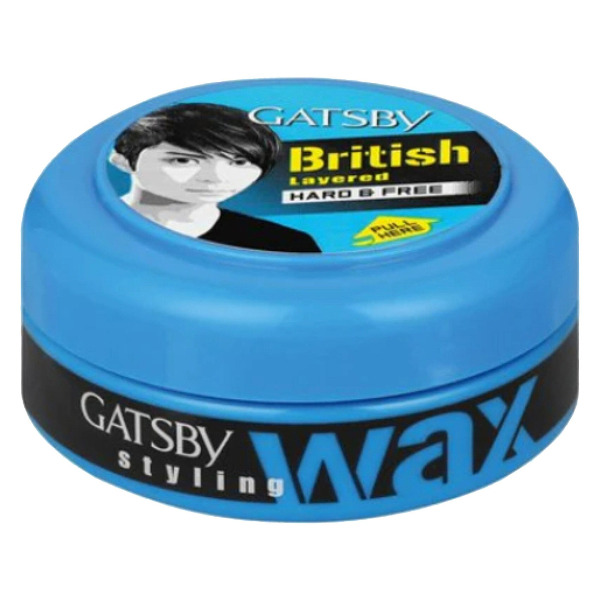 GATSBY
British
Layered
HARD & FREE
PULL
HERE
GATSBY
styling
wax